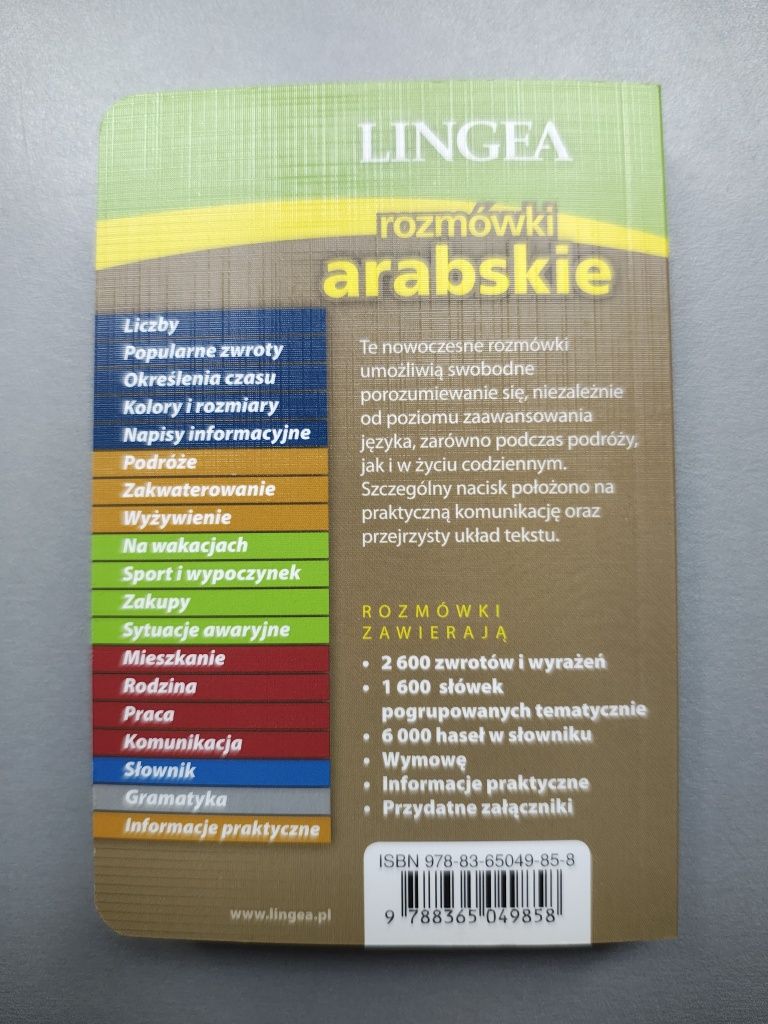 LINGEA
rozmówki
arabskie
Liczby
Popularne zwroty
Określenia czasu
Kolory i rozmiary
Napisy informacyjne
Podróże
Zakwaterowanie
Wyżywienie
Na wakacjach
Sport i wypoczynek
Zakupy
Sytuacje awaryjne
Mieszkanie
Rodzina
Praca
Komunikacja
Słownik
Gramatyka
Informacje praktyczne
www.lingea.pl
Te nowoczesne rozmówki
umożliwią swobodne
porozumiewanie się, niezależnie
od poziomu zaawansowania
języka, zarówno podczas podróży,
jak i w życiu codziennym.
Szczególny nacisk położono na
praktyczną komunikację oraz
przejrzysty układ tekstu.
ROZMÓWKI
ZAWIERAJĄ
• 2 600 zwrotów i wyrażeń
• 1 600 słówek
pogrupowanych tematycznie
• 6 000 haseł w słowniku
• Wymowę
• Informacje praktyczne
• Przydatne załączniki
ISBN 978-83-65049-85-8
9 788365 049858